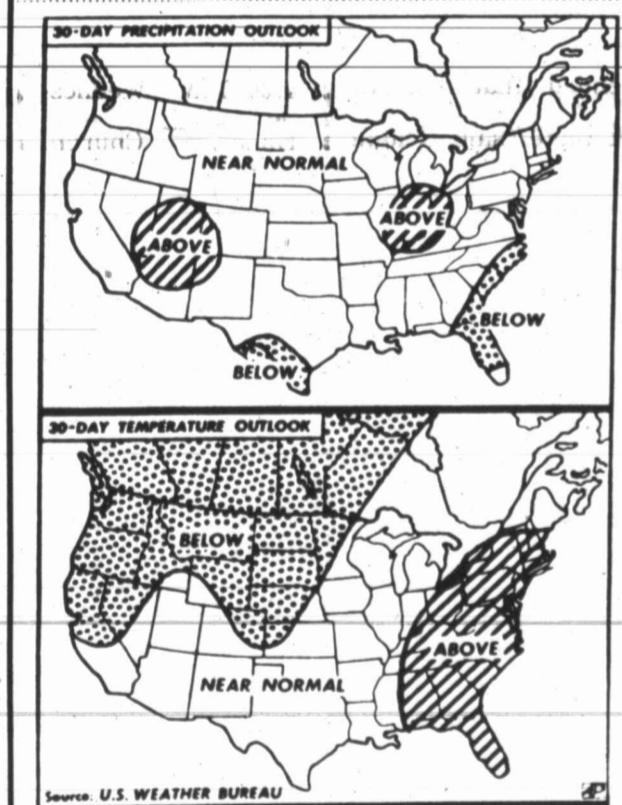 30-DAY PRECIPITATION OUTLOOK
NEAR NORMAL
ABOVE
ABOVE
BELOW
BELOW
30-DAY TEMPERATURE OUTLOOK
BELOW
ABOVE
NEAR NORMAL
Source: U.S. WEATHER BUREAU
AP